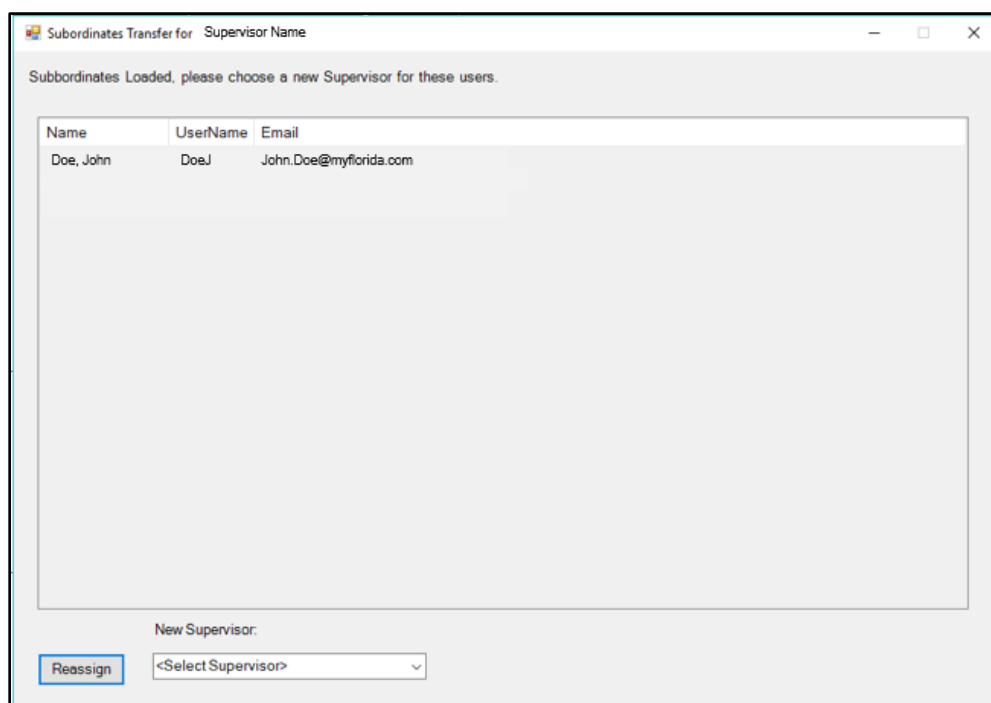 Subordinates Transfer for Supervisor Name
Subbordinates Loaded, please choose a new Supervisor for these users.
Name UserName Email
Doe, John DoeJ John.Doe@myflorida.com
New Supervisor:
Reassign <Select Supervisor>